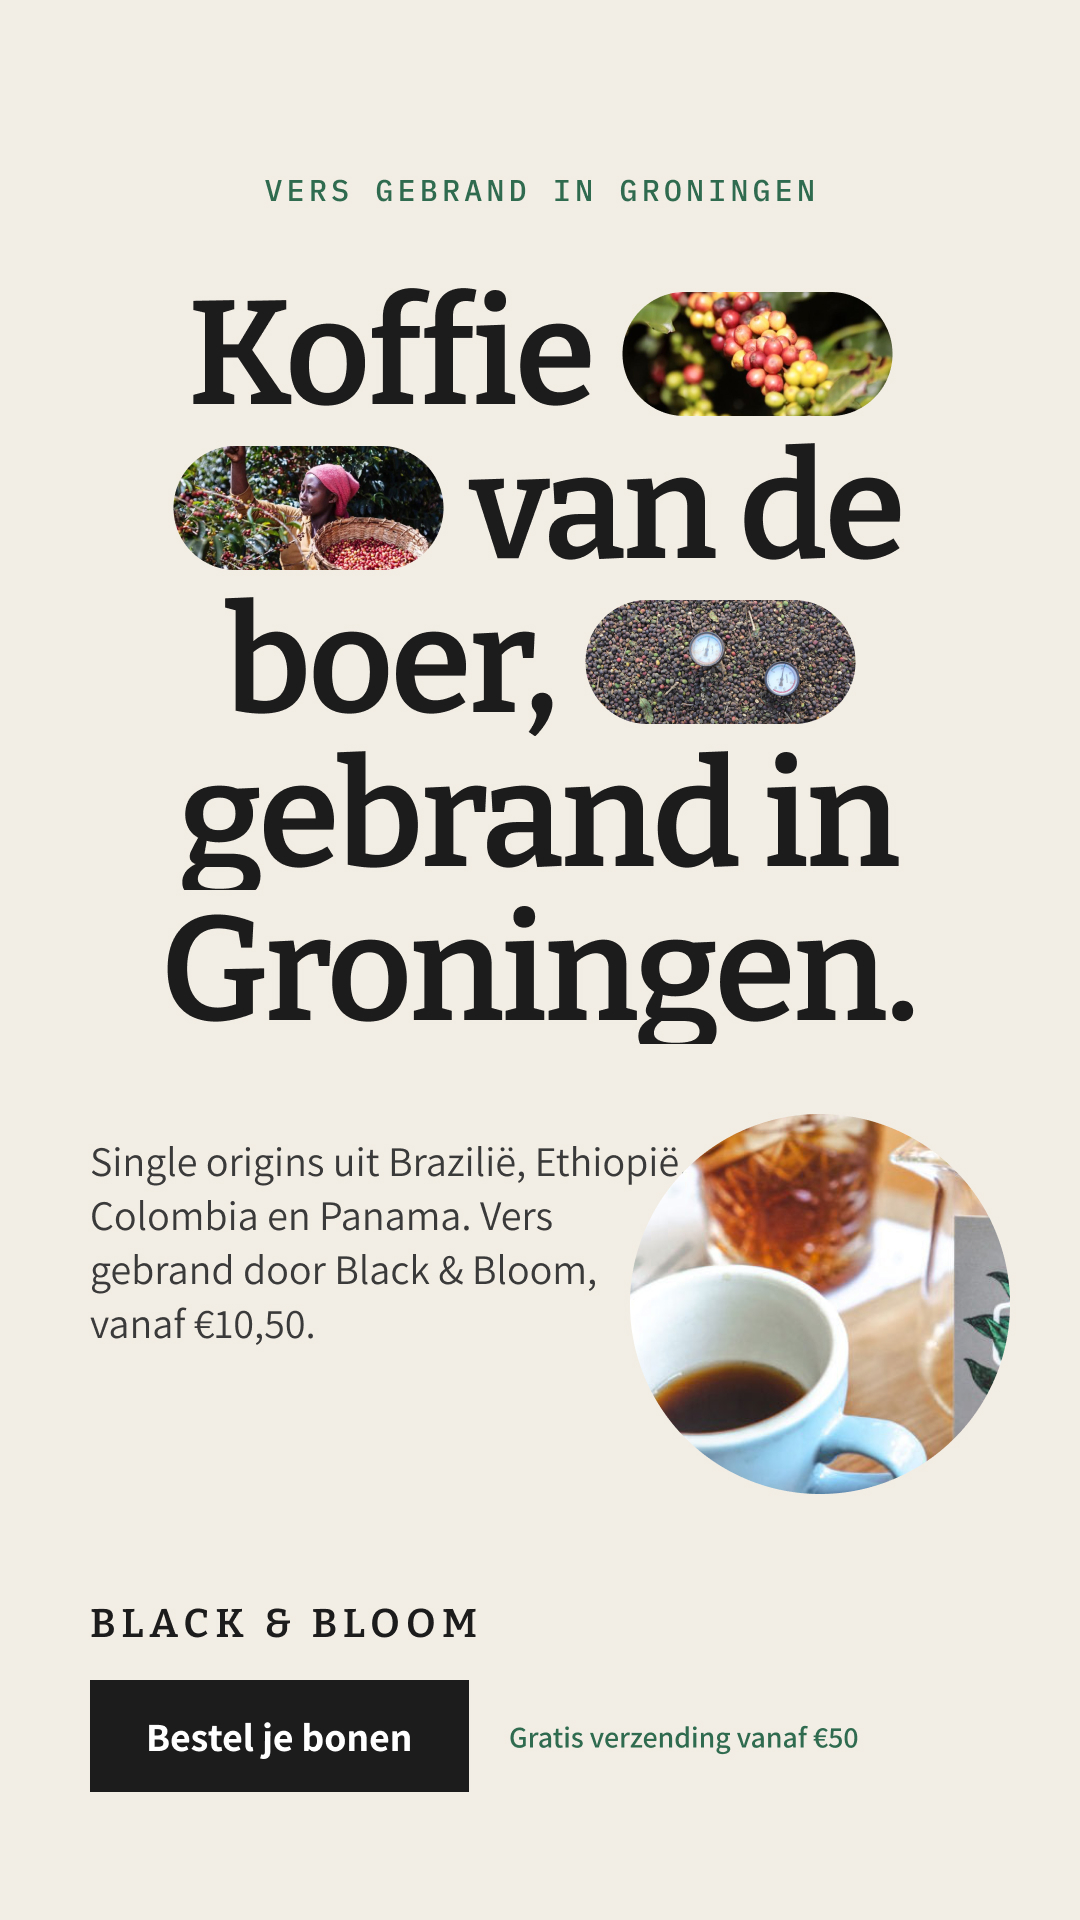 VERS GEBRAND IN GRONINGEN
Koffie
van de
boer,
gebrand in
Groningen.
Single origins uit Brazilië, Ethiopië,
Colombia en Panama. Vers
gebrand door Black & Bloom,
vanaf €10,50.
BLACK & BLOOM
Bestel je bonen
Gratis verzending vanaf €50